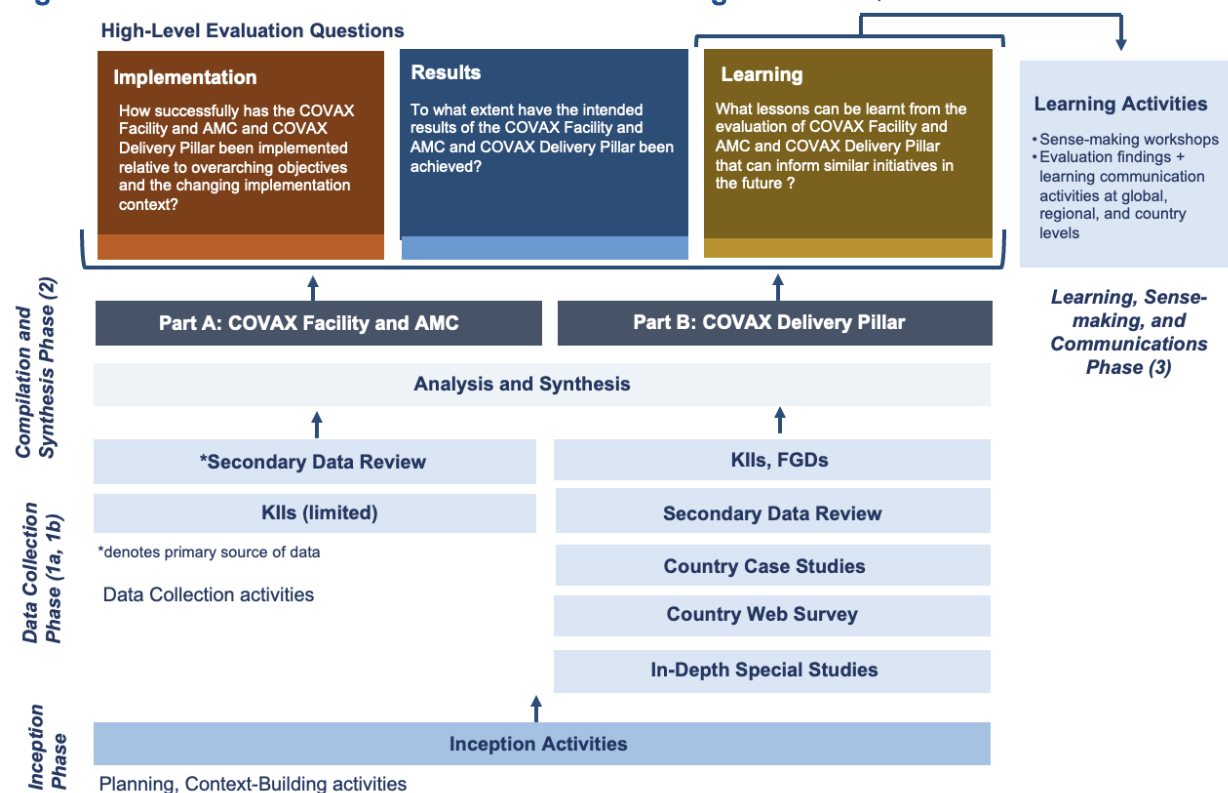 High-Level Evaluation Questions
Implementation
How successfully has the COVAX
Facility and AMC and COVAX
Delivery Pillar been implemented
relative to overarching objectives
and the changing implementation
context?
Results
To what extent have the intended
results of the COVAX Facility and
AMC and COVAX Delivery Pillar been
achieved?
Learning
What lessons can be learnt from the
evaluation of COVAX Facility and
AMC and COVAX Delivery Pillar
that can inform similar initiatives in
the future ?
Learning Activities
•Sense-making workshops
•Evaluation findings +
learning communication
activities at global,
regional, and country
levels
Learning, Sense-
making, and
Communications
Phase (3)
Compilation and
Synthesis Phase (2)
Part A: COVAX Facility and AMC
Part B: COVAX Delivery Pillar
Analysis and Synthesis
*Secondary Data Review
KIIs, FGDs
Data Collection
Phase (1a, 1b)
KIIs (limited)
Secondary Data Review
*denotes primary source of data
Country Case Studies
Data Collection activities
Country Web Survey
In-Depth Special Studies
Inception
Phase
Inception Activities
Planning, Context-Building activities